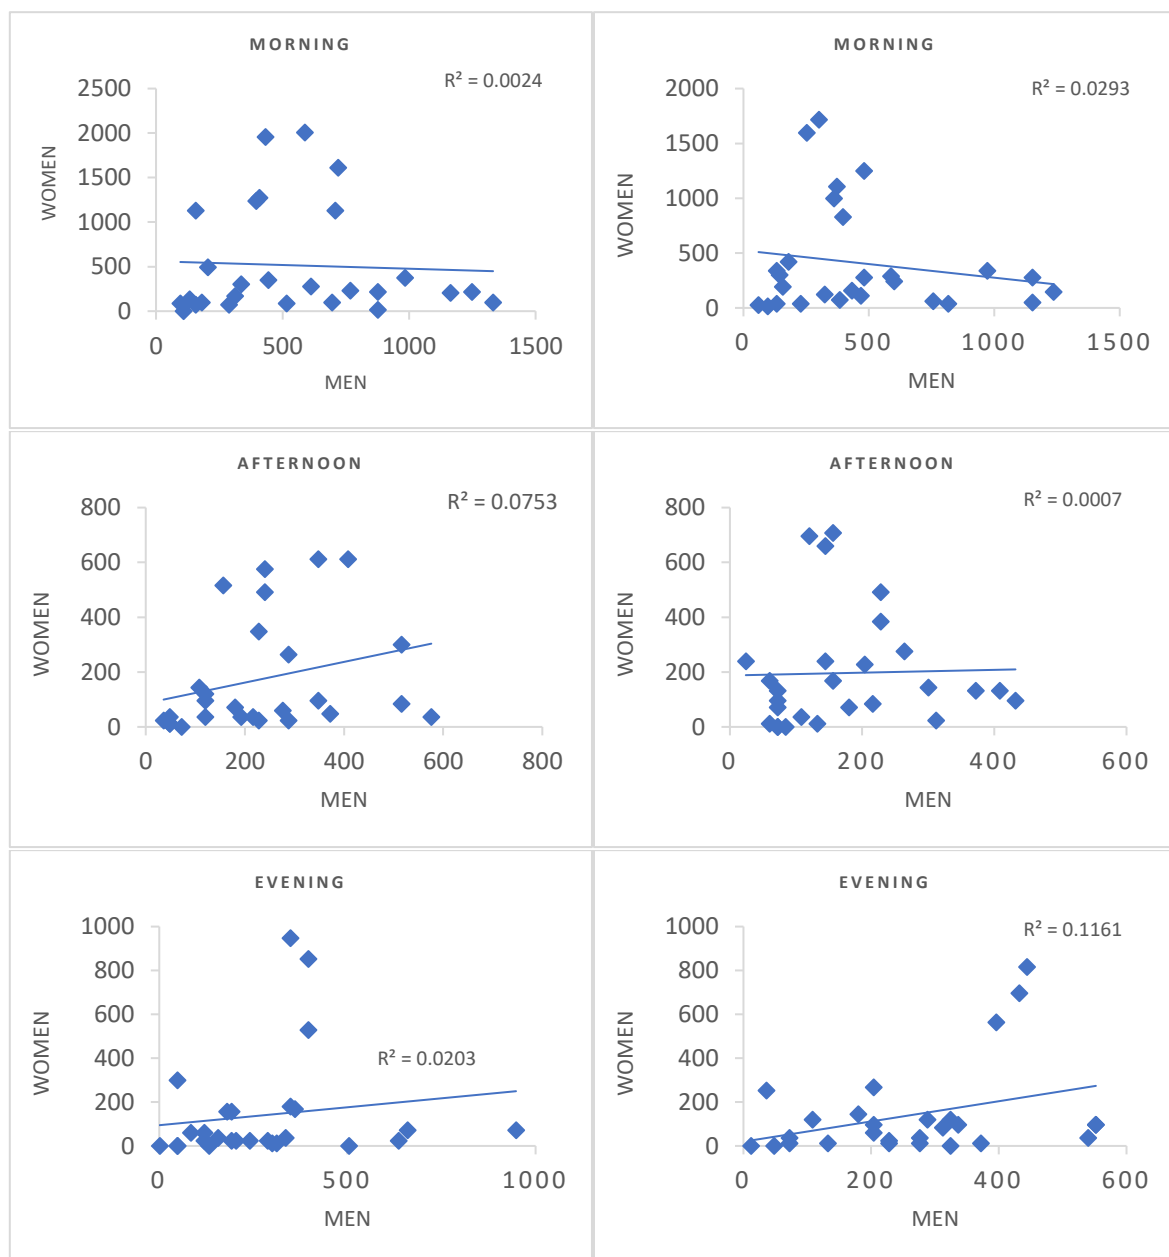 MORNING
R² = 0.0024
2500
2000
1500
1000
500
0
0 500 1000 1500
WOMEN
MEN
MORNING
R² = 0.0293
2000
1500
1000
500
0
0 500 1000 1500
WOMEN
MEN
AFTERNOON
R² = 0.0753
800
600
400
200
0
0 200 400 600 800
WOMEN
MEN
AFTERNOON
R² = 0.0007
800
600
400
200
0
0 200 400 600
WOMEN
MEN
EVENING
1000
800
600
R² = 0.0203
400
200
0
0 500 1000
WOMEN
MEN
EVENING
R² = 0.1161
1000
800
600
400
200
0
0 200 400 600
WOMEN
MEN